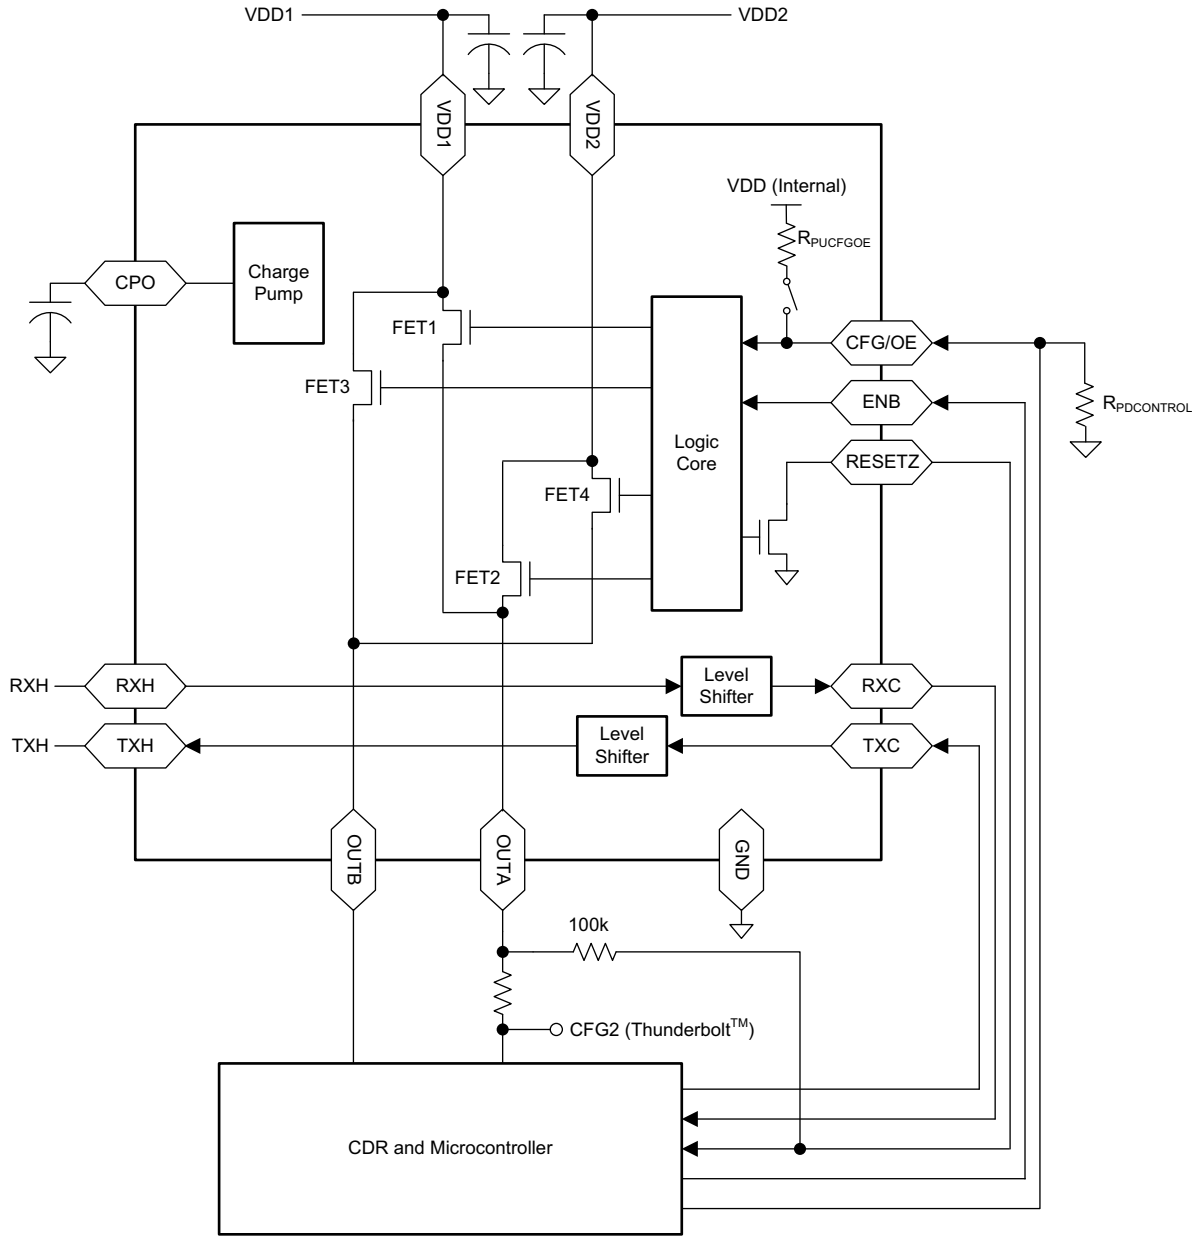 VDD1
VDD2
VDD1
VDD2
VDD (Internal)
RPUCFGOE
CPO
Charge
Pump
FET1
CFG/OE
FET3
ENB
RPDCONTROL
Logic
Core
RESETZ
FET4
FET2
RXH
RXH
Level
Shifter
RXC
TXH
TXH
Level
Shifter
TXC
OUTB
OUTA
GND
100k
CFG2 (Thunderbolt™)
CDR and Microcontroller